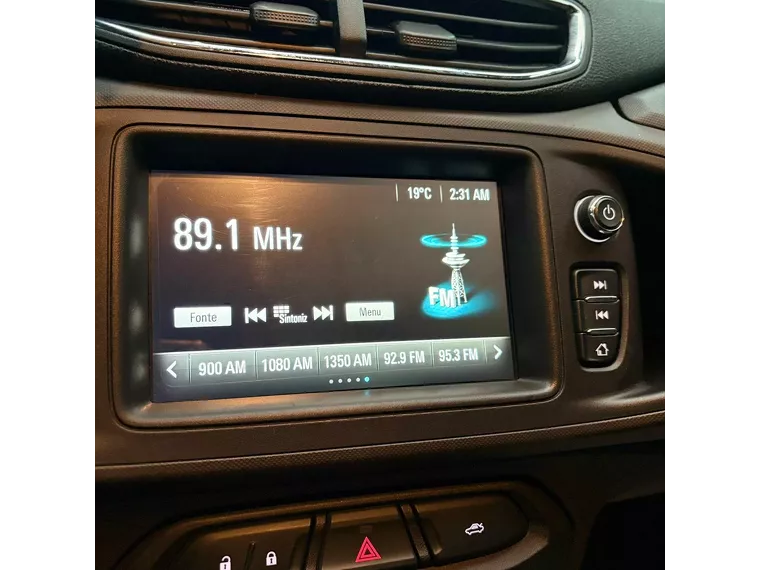 19°C 2:31 AM
89.1 MHz
FM
Fonte Sintoniz Menu
900 AM 1080 AM 1350 AM 92.9 FM 95.3 FM